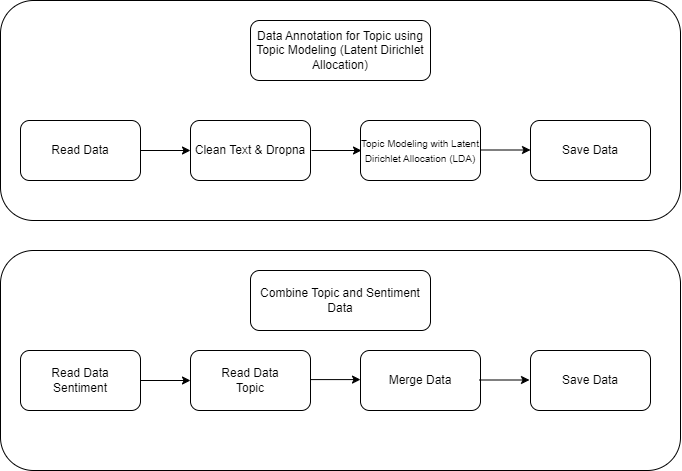 Data Annotation for Topic using
Topic Modeling (Latent Dirichlet
Allocation)
Read Data
Clean Text & Dropna
Topic Modeling with Latent
Dirichlet Allocation (LDA)
Save Data
Combine Topic and Sentiment
Data
Read Data
Sentiment
Read Data
Topic
Merge Data
Save Data